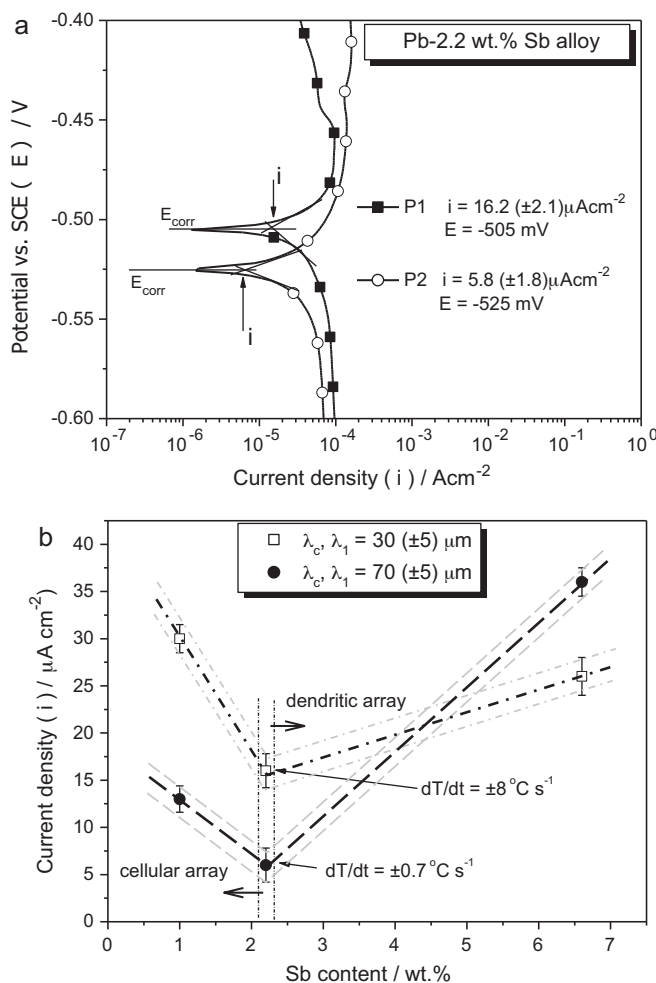 a
Pb-2.2 wt.% Sb alloy
Potential vs. SCE ( E ) / V
-0.40
-0.45
-0.50
-0.55
-0.60
i
E_corr
P1 i = 16.2 (±2.1)μAcm⁻²
E = -505 mV
E_corr
P2 i = 5.8 (±1.8)μAcm⁻²
E = -525 mV
i
10⁻⁷ 10⁻⁶ 10⁻⁵ 10⁻⁴ 10⁻³ 10⁻² 10⁻¹ 10⁰
Current density ( i ) / Acm⁻²
b
λ_c, λ_1 = 30 (±5) μm
λ_c, λ_1 = 70 (±5) μm
Current density ( i ) / μA cm⁻²)
40
35
30
25
20
15
10
5
0
dendritic array
dT/dt = ±8 °C s⁻¹
dT/dt = ±0.7 °C s⁻¹
cellular array
0 1 2 3 4 5 6 7
Sb content / wt.%